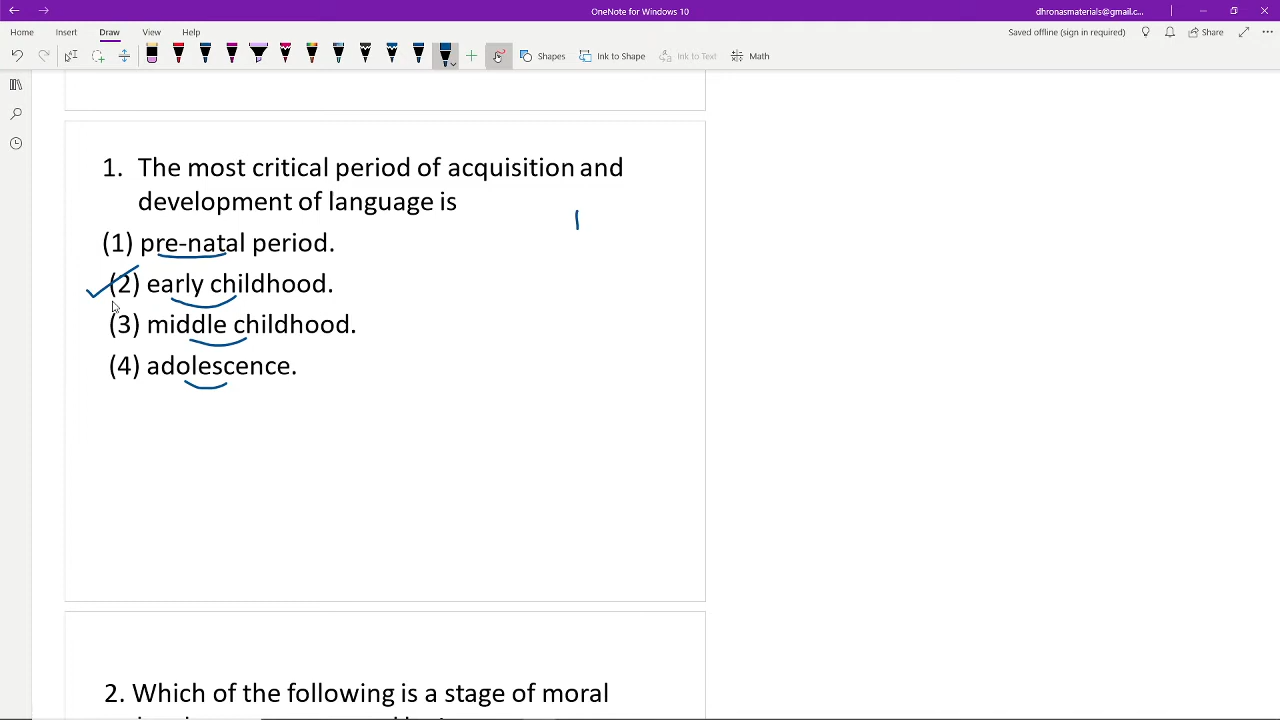 OneNote for Windows 10
dhronasmaterials@gmail.c...
Home Insert Draw View Help
Saved offline (sign in required)
Share
Shapes
Ink to Shape
Ink to Text
Math
1. The most critical period of acquisition and
development of language is
(1) pre-natal period.
(2) early childhood.
(3) middle childhood.
(4) adolescence.
2. Which of the following is a stage of moral